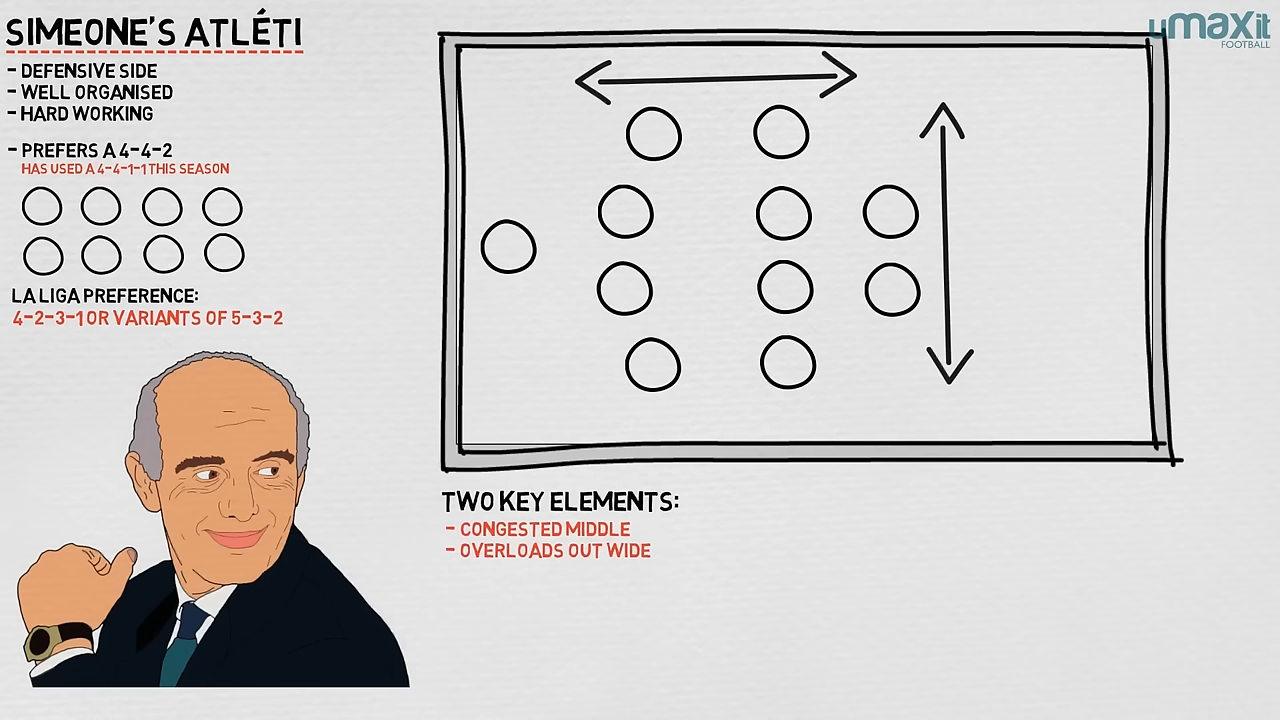 SIMEONE'S ATLÉTI
- DEFENSIVE SIDE
- WELL ORGANISED
- HARD WORKING
- PREFERS A 4-4-2
HAS USED A 4-4-1-1 THIS SEASON
LA LIGA PREFERENCE:
4-2-3-1 OR VARIANTS OF 5-3-2
uMAXit
FOOTBALL
TWO KEY ELEMENTS:
- CONGESTED MIDDLE
- OVERLOADS OUT WIDE